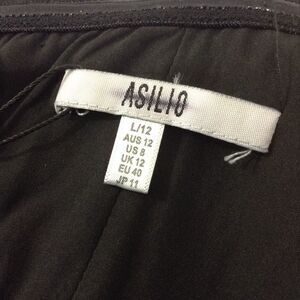 ASILIO
L/12
AUS 12
US 8
UK 12
EU 40
JP 11